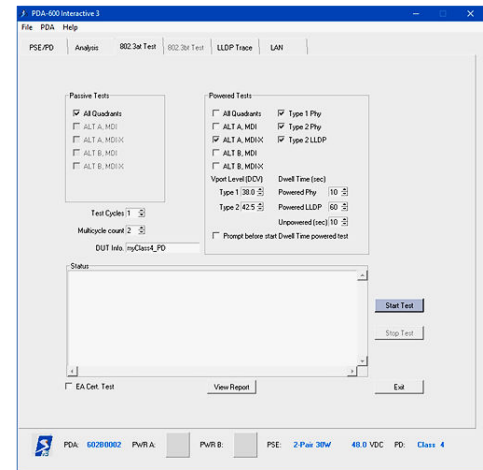 PDA-600 Interactive 3
File PDA Help
PSE/PD Analysis 802.3at Test 802.3bt Test LLDP Trace LAN
Passive Tests
All Quadrants
ALT A, MDI
ALT A, MDI-X
ALT B, MDI
ALT B, MDI-X
Test Cycles 1
Multicycle count 2
DUT Info. myClass4_PD
Powered Tests
All Quadrants Type 1 Phy
ALT A, MDI Type 2 Phy
ALT A, MDI-X Type 2 LLDP
ALT B, MDI
ALT B, MDI-X
Vport Level (DCV) Dwell Time (sec)
Type 1 38.0 Powered Phy 10
Type 2 42.5 Powered LLDP 60
Unpowered (sec) 10
Prompt before start Dwell Time powered test
Status
Start Test
Stop Test
EA Cert. Test View Report Exit
PDA: 602B0002 PWR A: PWR B: PSE: 2-Pair 30W 48.0 VDC PD: Class 4